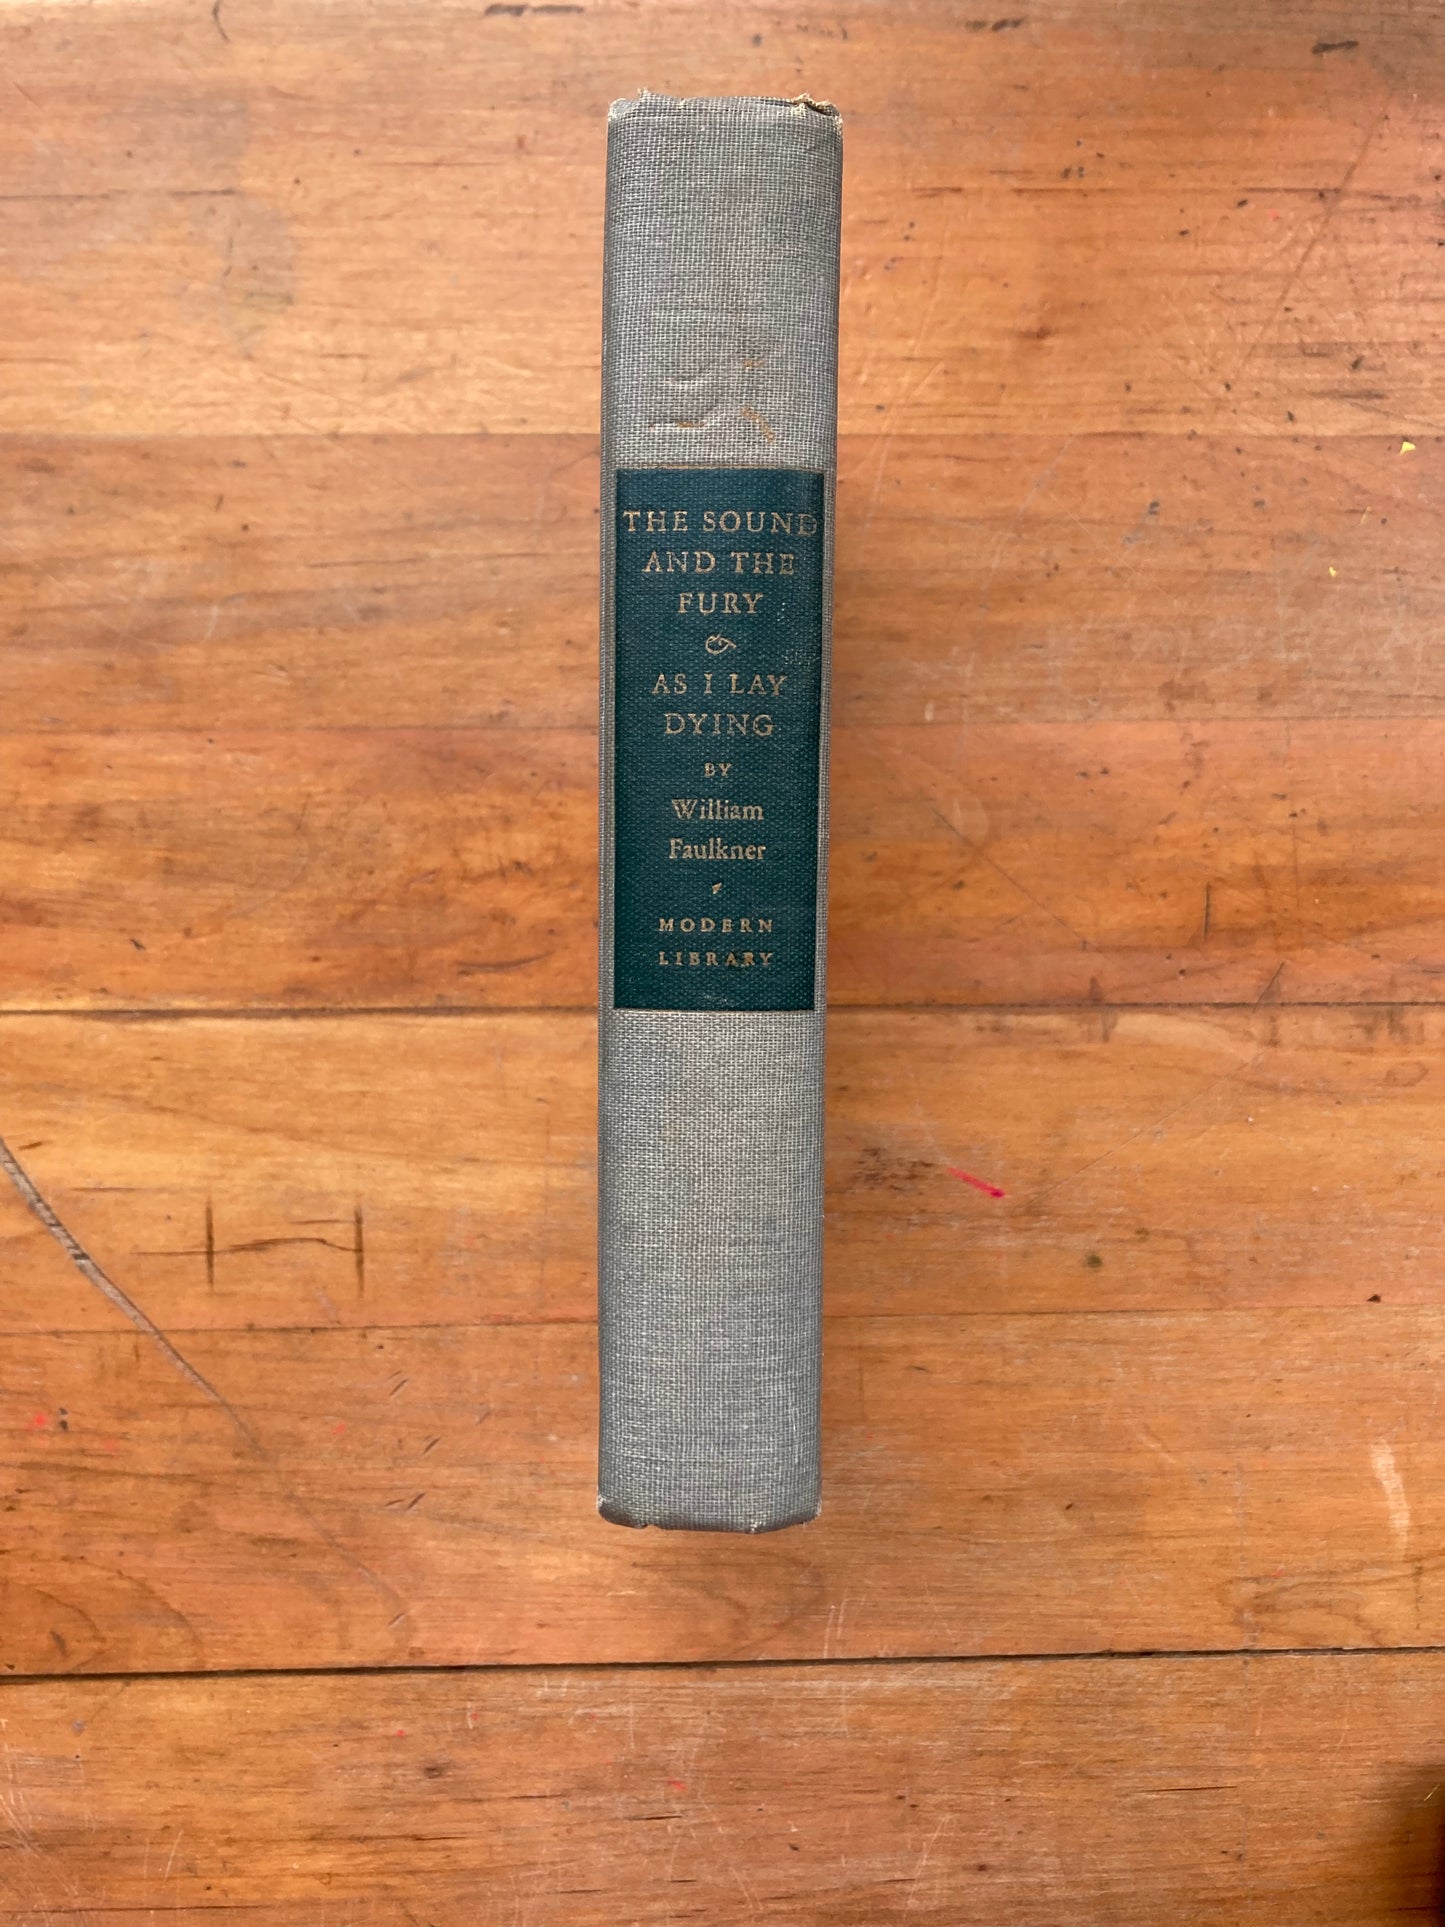 THE SOUND
AND THE
FURY
&
AS I LAY
DYING
BY
William
Faulkner
MODERN
LIBRARY